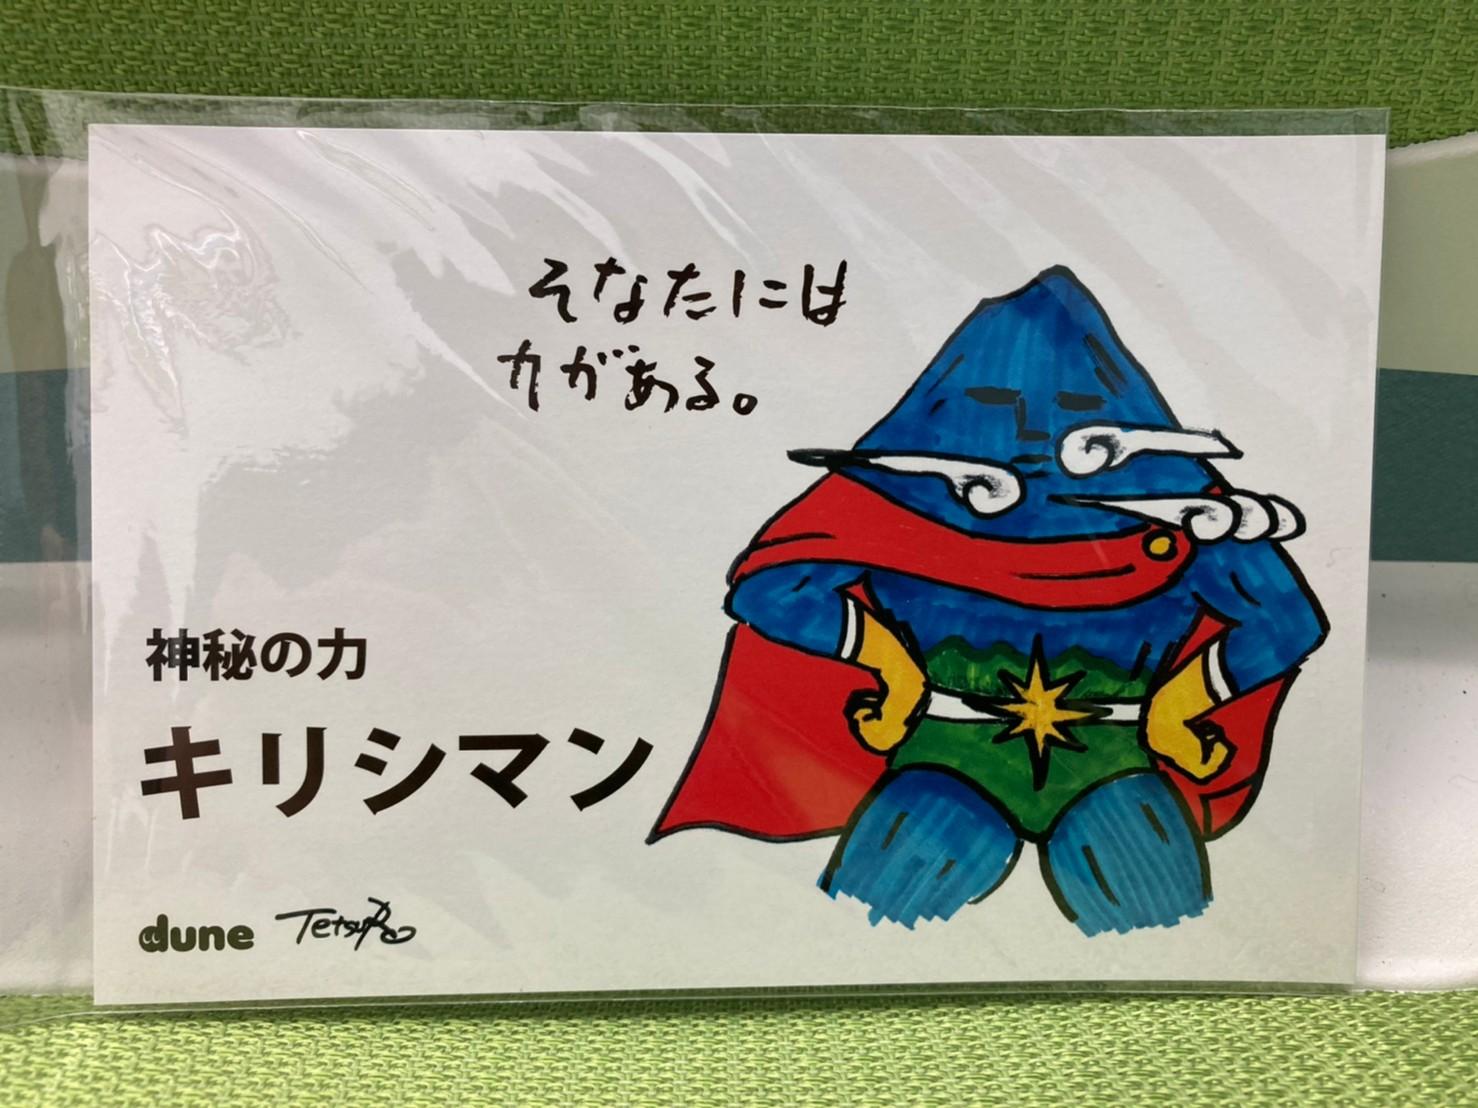 そなたには
力がある。
神秘の力
キリシマン
dune